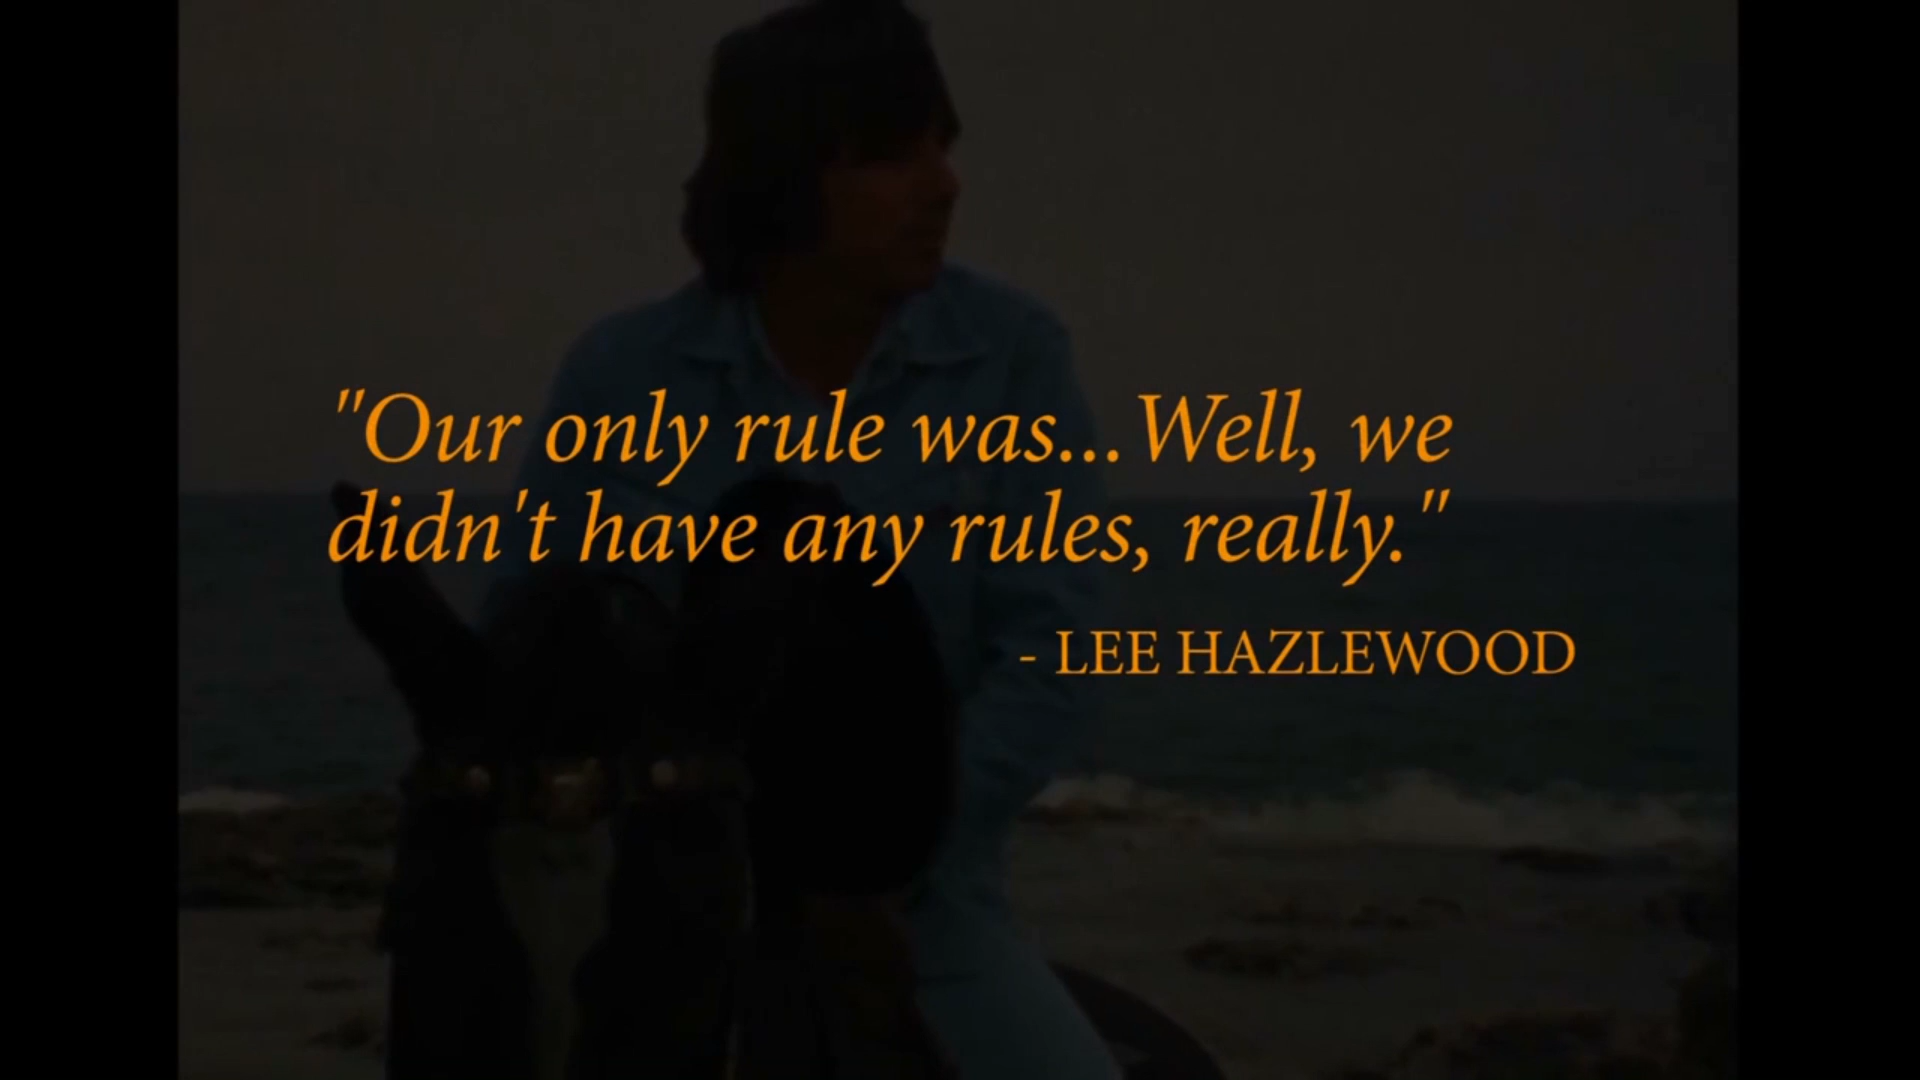 "Our only rule was...Well, we
didn't have any rules, really."
- LEE HAZLEWOOD